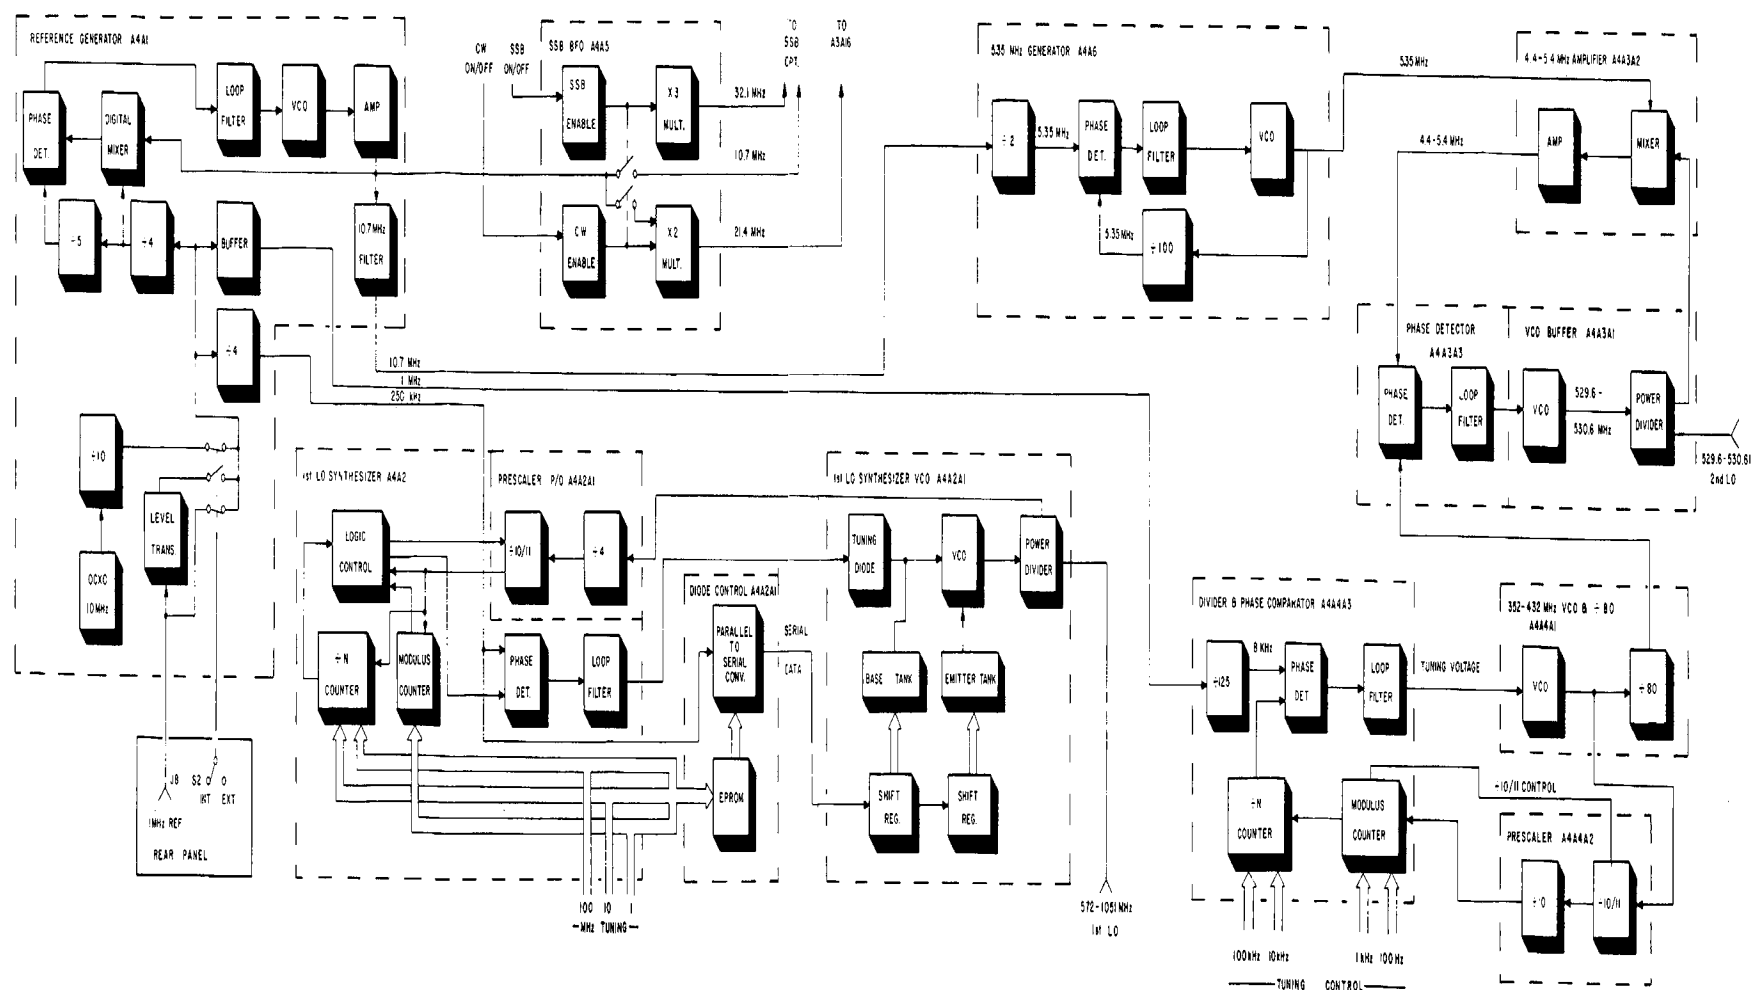 REFERENCE GENERATOR A4A1
PHASE
DET.
DIGITAL
MIXER
LOOP
FILTER
VCO
AMP
÷5
÷4
BUFFER
10.7 MHz
FILTER
÷4
÷10
OCXO
10 MHz
LEVEL
TRANS.
J8
S2
INT EXT
1MHz REF
REAR PANEL
CW
ON/OFF
SSB
ON/OFF
SSB BFO A4A5
SSB
ENABLE
X3
MULT.
32.1 MHz
10.7 MHz
CW
ENABLE
X2
MULT.
21.4 MHz
TO
SSB
OPT.
TO
A3A16
10.7 MHz
1 MHz
250 kHz
535 MHz GENERATOR A4A6
÷2
5.35 MHz
PHASE
DET.
LOOP
FILTER
VCO
5.35 MHz
÷100
535 MHz
4.4-5.4 MHz AMPLIFIER A4A3A2
4.4-5.4 MHz
AMP
MIXER
PHASE DETECTOR
A4A3A3
VCO BUFFER A4A3A1
PHASE
DET.
LOOP
FILTER
VCO
529.6-
530.6 MHz
POWER
DIVIDER
529.6-530.61
2nd LO
1st LO SYNTHESIZER A4A2
PRESCALER P/O A4A2A1
LOGIC
CONTROL
÷10/11
÷4
÷N
COUNTER
MODULUS
COUNTER
PHASE
DET.
LOOP
FILTER
100 10 1
-MHz TUNING-
DIODE CONTROL A4A2A1
PARALLEL
TO
SERIAL
CONV.
SERIAL
DATA
EPROM
1st LO SYNTHESIZER VCO A4A2A1
TUNING
DIODE
VCO
POWER
DIVIDER
BASE TANK
EMITTER TANK
SHIFT
REG.
SHIFT
REG.
572-1051 MHz
1st LO
DIVIDER & PHASE COMPARATOR A4A4A3
÷125
8 KHz
PHASE
DET
LOOP
FILTER
TUNING VOLTAGE
÷N
COUNTER
MODULUS
COUNTER
100kHz 10kHz
1 kHz 100 Hz
TUNING CONTROL
352-432 MHz VCO & ÷80
A4A4A1
VCO
÷80
÷10/11 CONTROL
PRESCALER A4A4A2
÷10
÷10/11